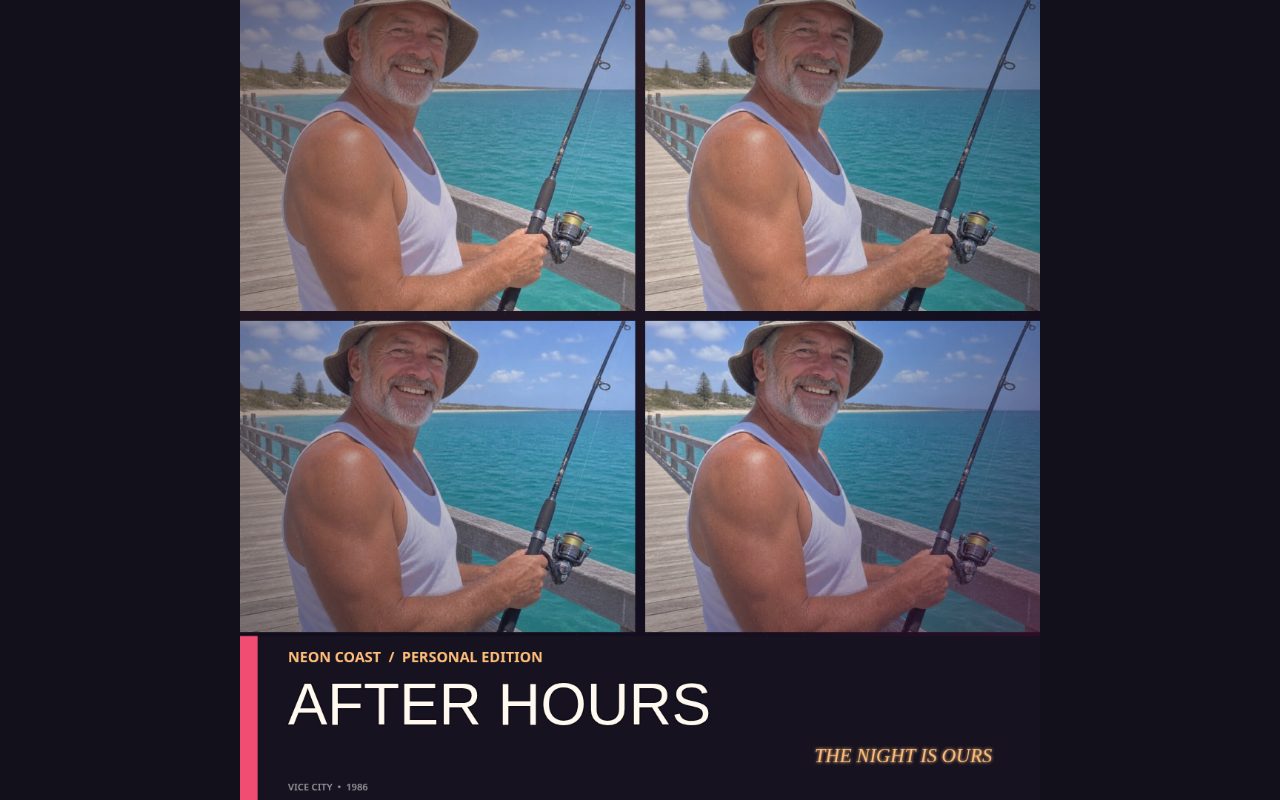 NEON COAST / PERSONAL EDITION
AFTER HOURS
THE NIGHT IS OURS
VICE CITY • 1986